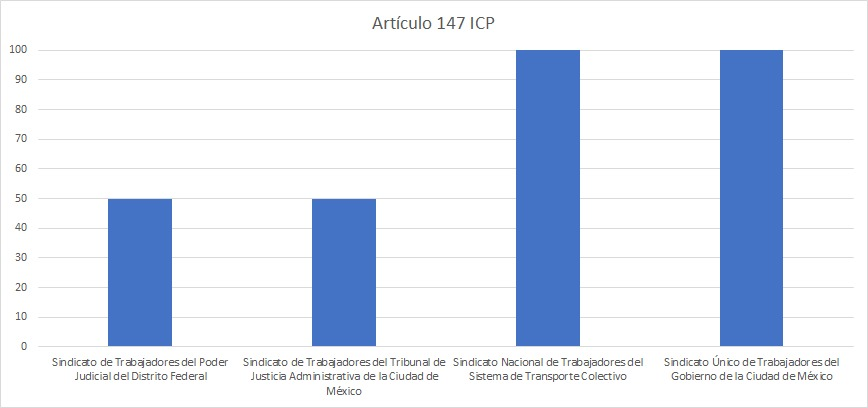 Artículo 147 ICP
100
90
80
70
60
50
40
30
20
10
0
Sindicato de Trabajadores del Poder
Judicial del Distrito Federal
Sindicato de Trabajadores del Tribunal de
Justicia Administrativa de la Ciudad de
México
Sindicato Nacional de Trabajadores del
Sistema de Transporte Colectivo
Sindicato Único de Trabajadores del
Gobierno de la Ciudad de México